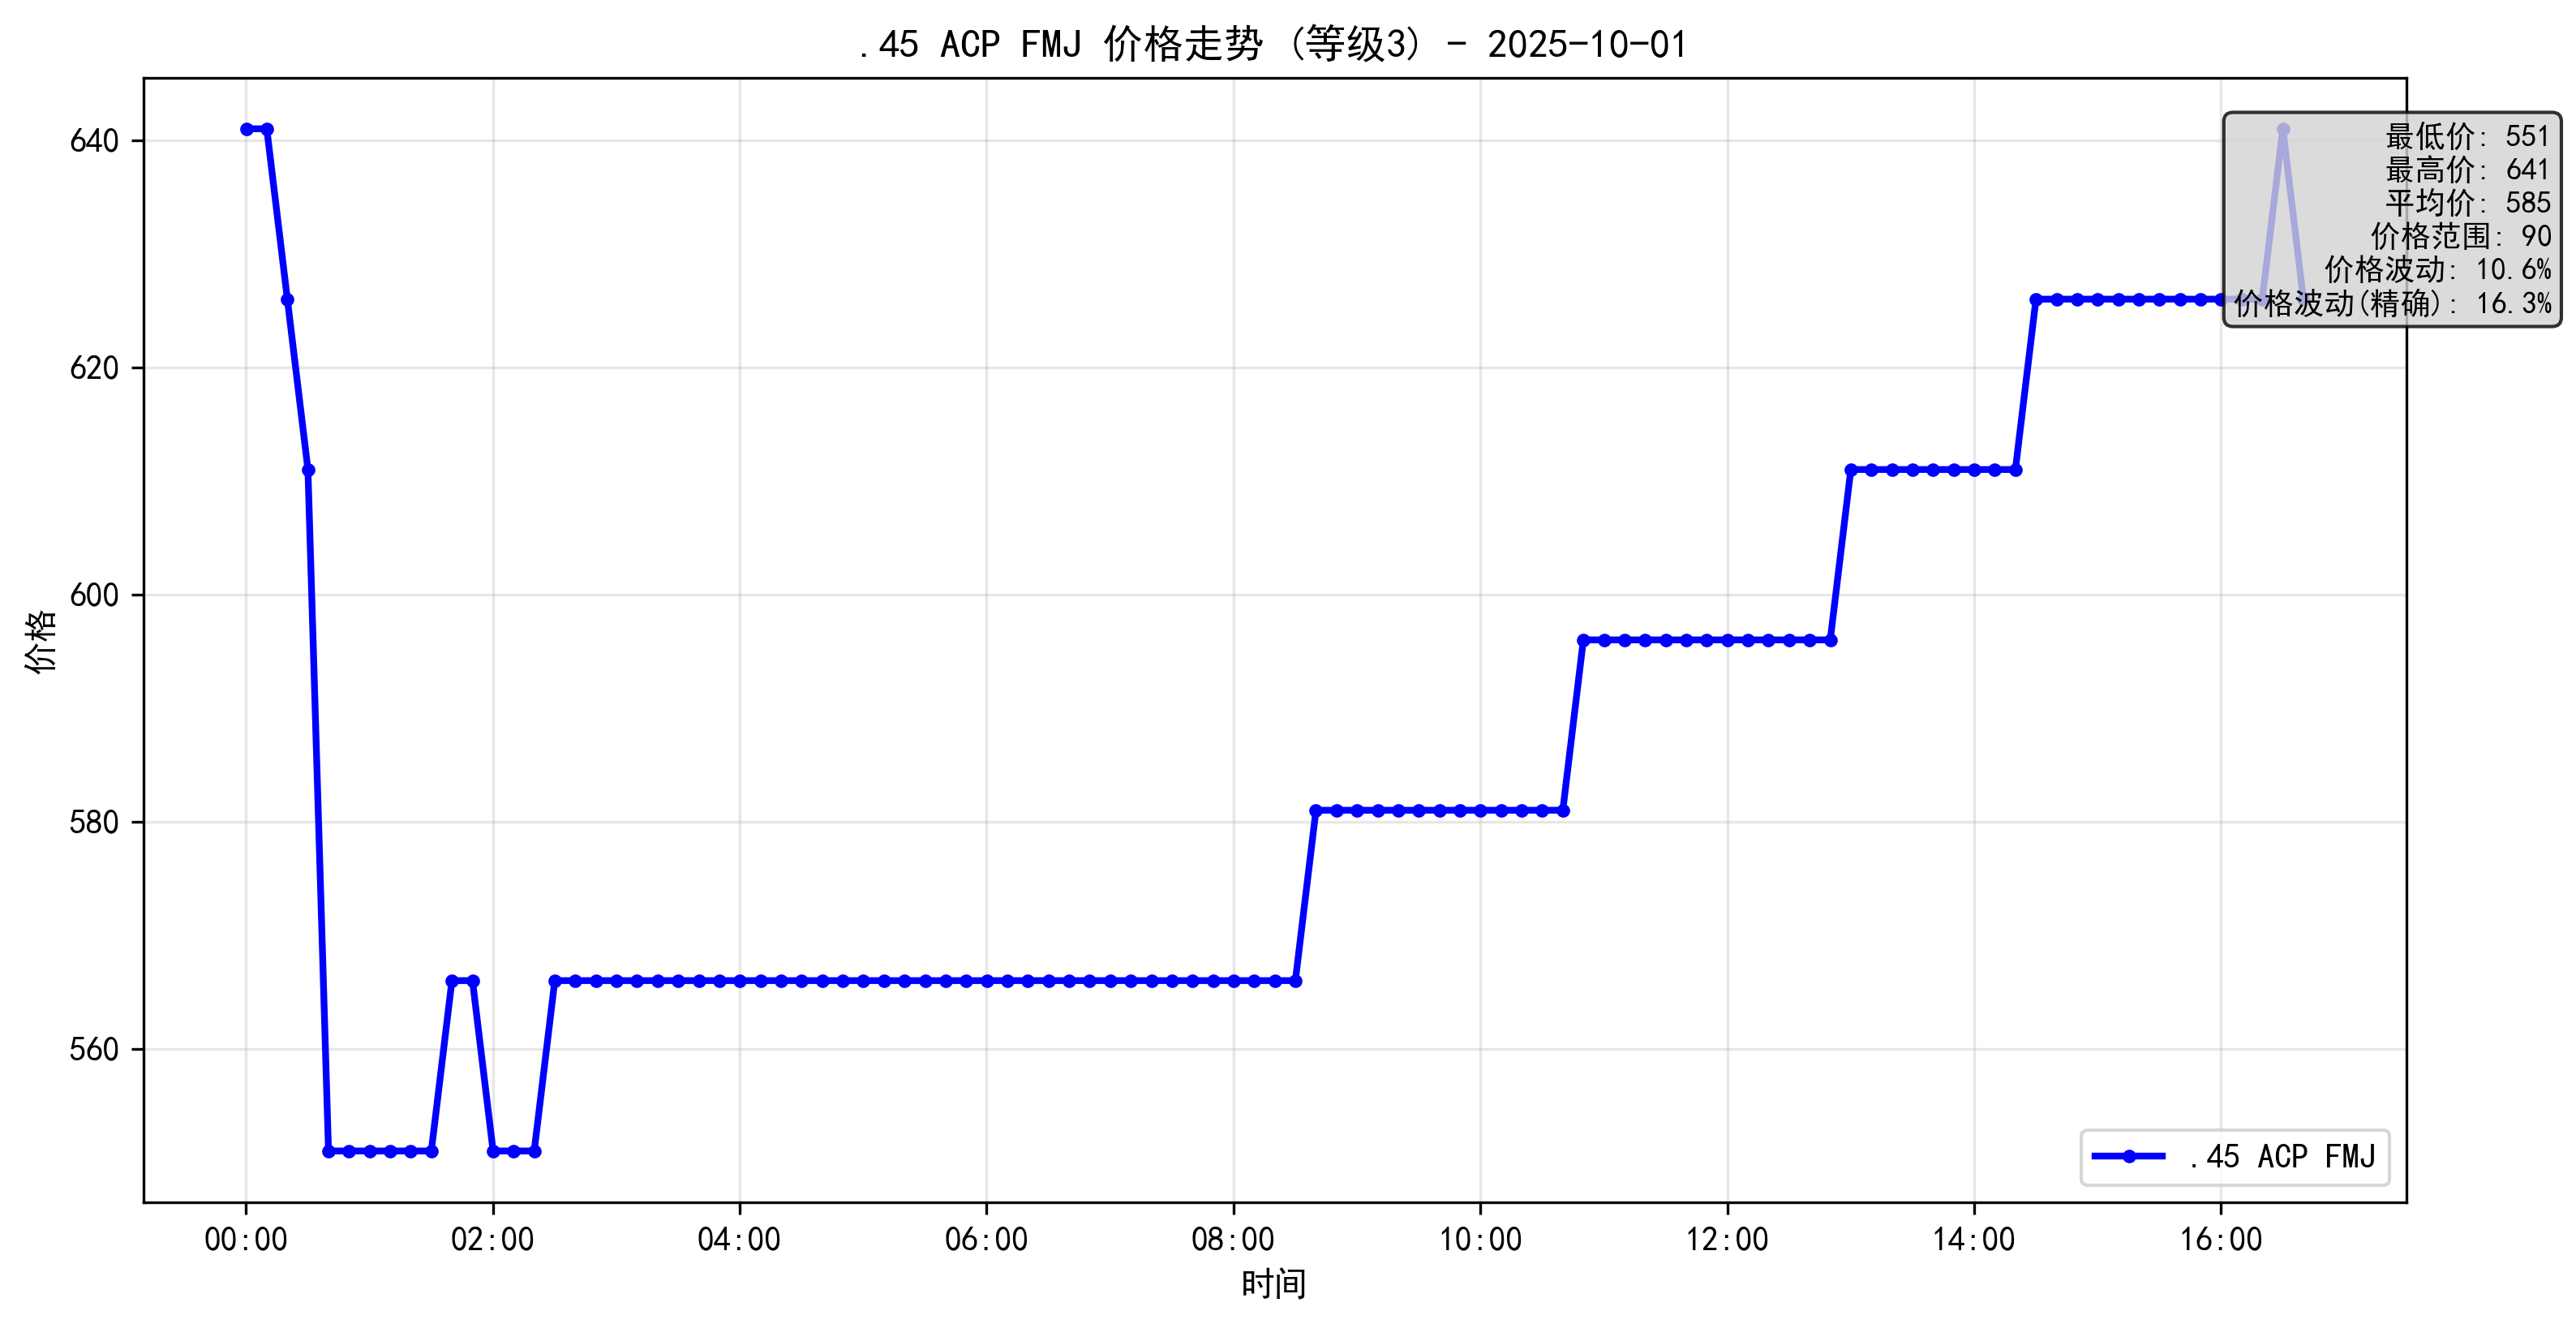 .45 ACP FMJ 价格走势 (等级3) - 2025-10-01
640
620
600
580
560
价格
最低价: 551
最高价: 641
平均价: 585
价格范围: 90
价格波动: 10.6%
价格波动(精确): 16.3%
.45 ACP FMJ
00:00 02:00 04:00 06:00 08:00 10:00 12:00 14:00 16:00
时间